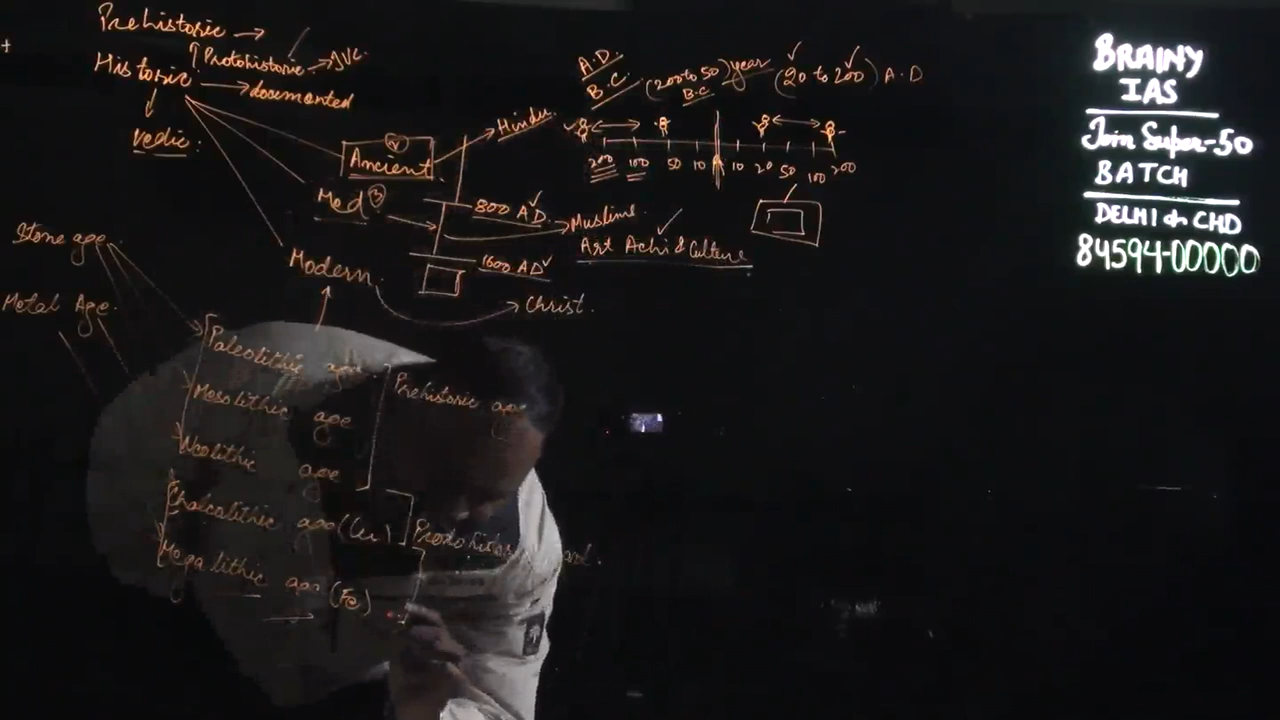 Prehistoric →
Protohistoric → IVC.
Historic → documented
Vedic.
Ancient
Hindu
Med
800 AD
Muslims.
Art Achi & Culture
1600 AD
Modern
Christ.
A.D.
B.C. (200 to 50) year (20 to 200) A.D
B.C.
200 100 50 10 10 20 50 100 200
Stone age
Metal Age.
Paleolithic age
Mesolithic age
Neolithic age
Prehistoric age
Chalcolithic age (Cu)
Megalithic age (Fe)
BRAINY
IAS
Join Super-50
BATCH
DELHI & CHD
84594-00000